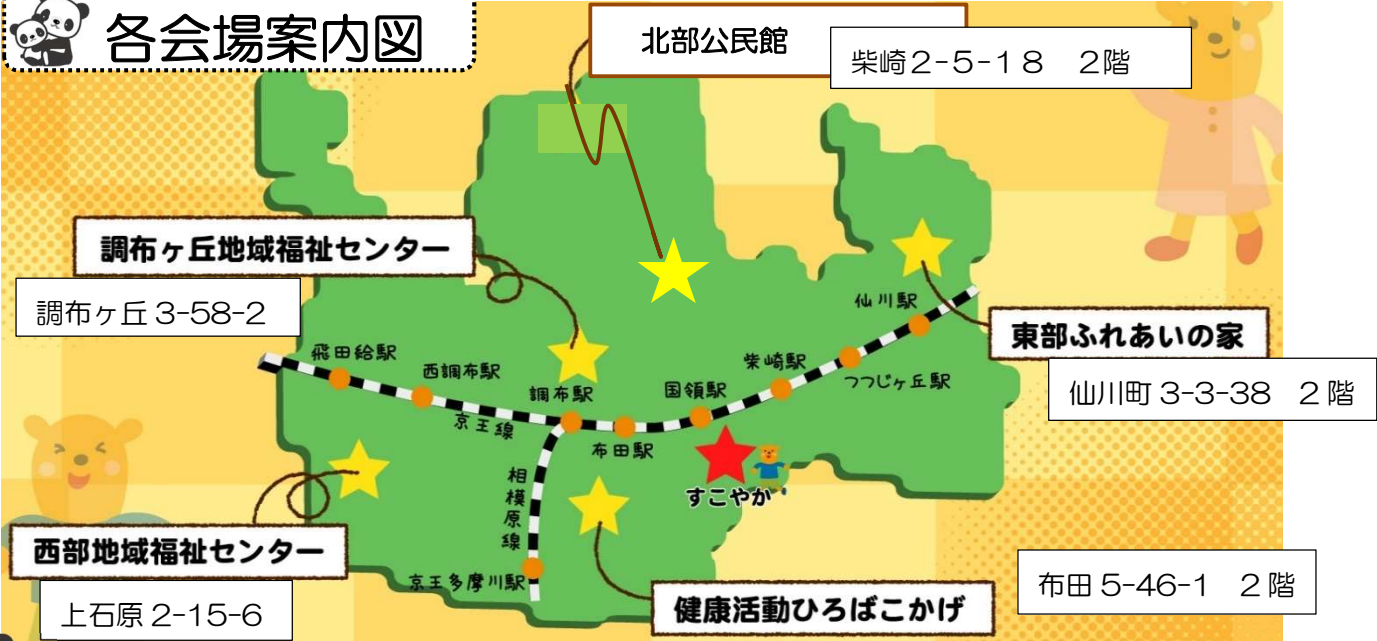 各会場案内図
北部公民館
柴崎2-5-18 2階
調布ヶ丘地域福祉センター
調布ヶ丘 3-58-2
仙川駅
東部ふれあいの家
仙川町 3-3-38 2階
飛田給駅
西調布駅
調布駅
国領駅
柴崎駅
つつじヶ丘駅
京王線
布田駅
相模原線
すこやか
西部地域福祉センター
上石原2-15-6
京王多摩川駅
健康活動ひろばこかげ
布田 5-46-1 2階